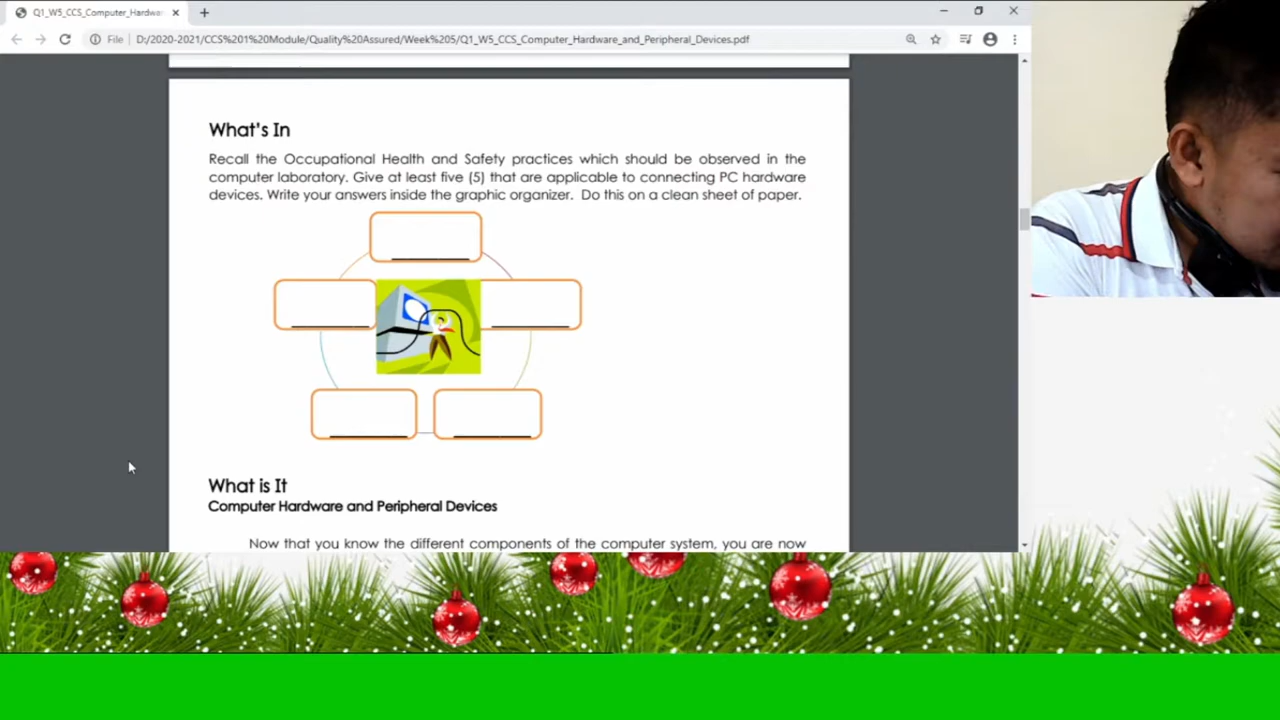 Q1_W5_CCS_Computer_Hardwar
File
D:/2020-2021/CCS%201%20Module/Quality%20Assured/Week%205/Q1_W5_CCS_Computer_Hardware_and_Peripheral_Devices.pdf
What's In
Recall the Occupational Health and Safety practices which should be observed in the
computer laboratory. Give at least five (5) that are applicable to connecting PC hardware
devices. Write your answers inside the graphic organizer. Do this on a clean sheet of paper.
What is It
Computer Hardware and Peripheral Devices
Now that you know the different components of the computer system, you are now